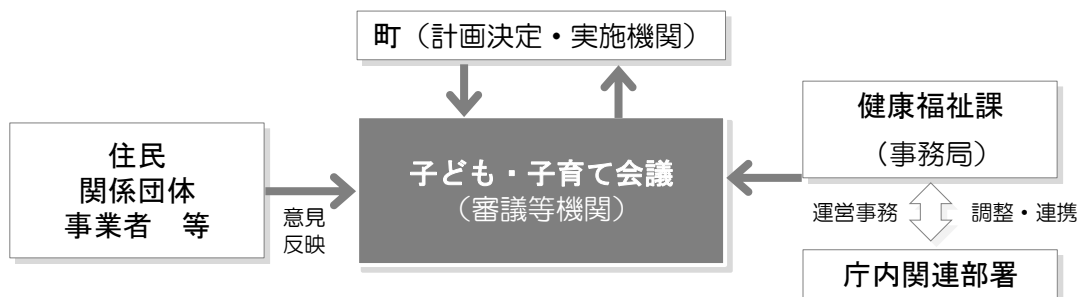 町（計画決定・実施機関）
住民
関係団体
事業者　等
意見
反映
子ども・子育て会議
（審議等機関）
健康福祉課
（事務局）
運営事務
調整・連携
庁内関連部署